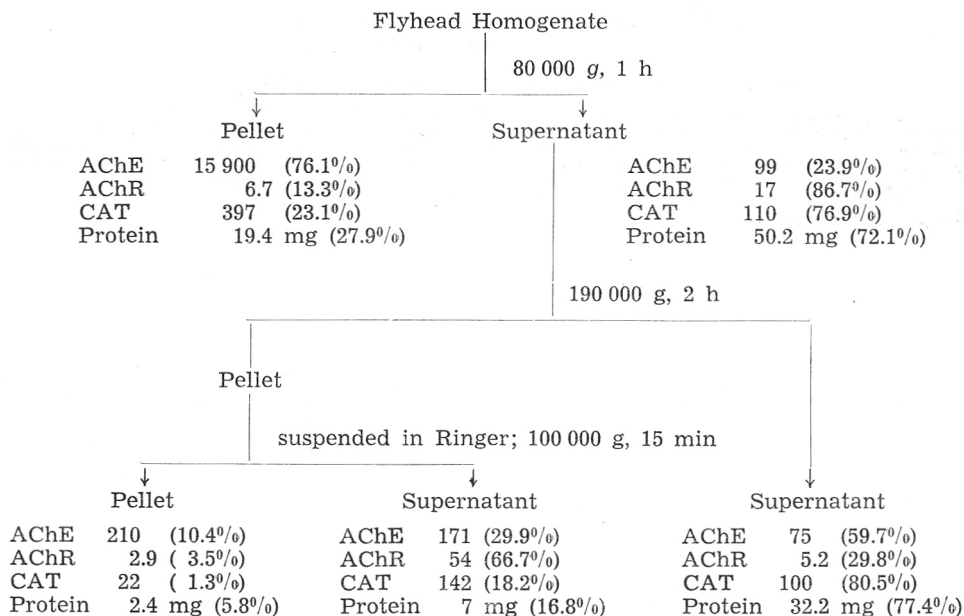 Flyhead Homogenate
80 000 g, 1 h
Pellet
Supernatant
AChE 15 900 (76.1%)
AChR 6.7 (13.3%)
CAT 397 (23.1%)
Protein 19.4 mg (27.9%)
AChE 99 (23.9%)
AChR 17 (86.7%)
CAT 110 (76.9%)
Protein 50.2 mg (72.1%)
190 000 g, 2 h
Pellet
suspended in Ringer; 100 000 g, 15 min
Pellet
Supernatant
Supernatant
AChE 210 (10.4%)
AChR 2.9 ( 3.5%)
CAT 22 ( 1.3%)
Protein 2.4 mg (5.8%)
AChE 171 (29.9%)
AChR 54 (66.7%)
CAT 142 (18.2%)
Protein 7 mg (16.8%)
AChE 75 (59.7%)
AChR 5.2 (29.8%)
CAT 100 (80.5%)
Protein 32.2 mg (77.4%)